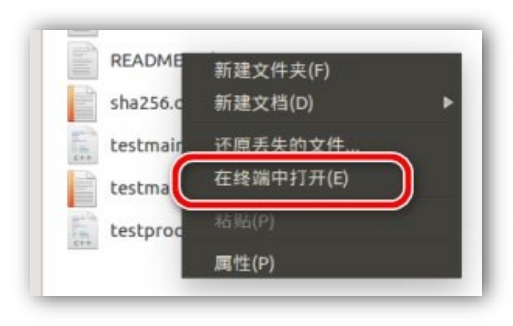 README
新建文件夹(F)
sha256.c
新建文档(D)
testmain
还原丢失的文件...
在终端中打开(E)
testma
testproc
粘贴(P)
属性(P)
C++
C++